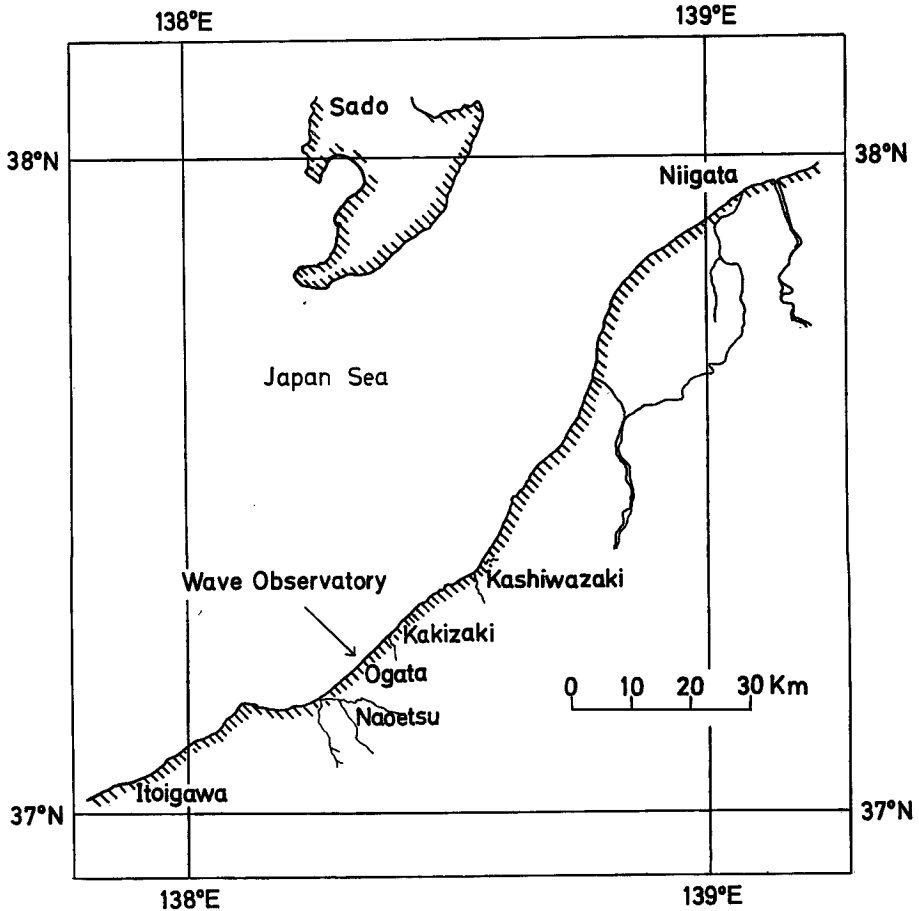 138°E
139°E
Sado
38°N
38°N
Niigata
Japan Sea
Wave Observatory
Kashiwazaki
Kakizaki
Ogata
0 10 20 30 Km
Naoetsu
Itoigawa
37°N
37°N
138°E
139°E